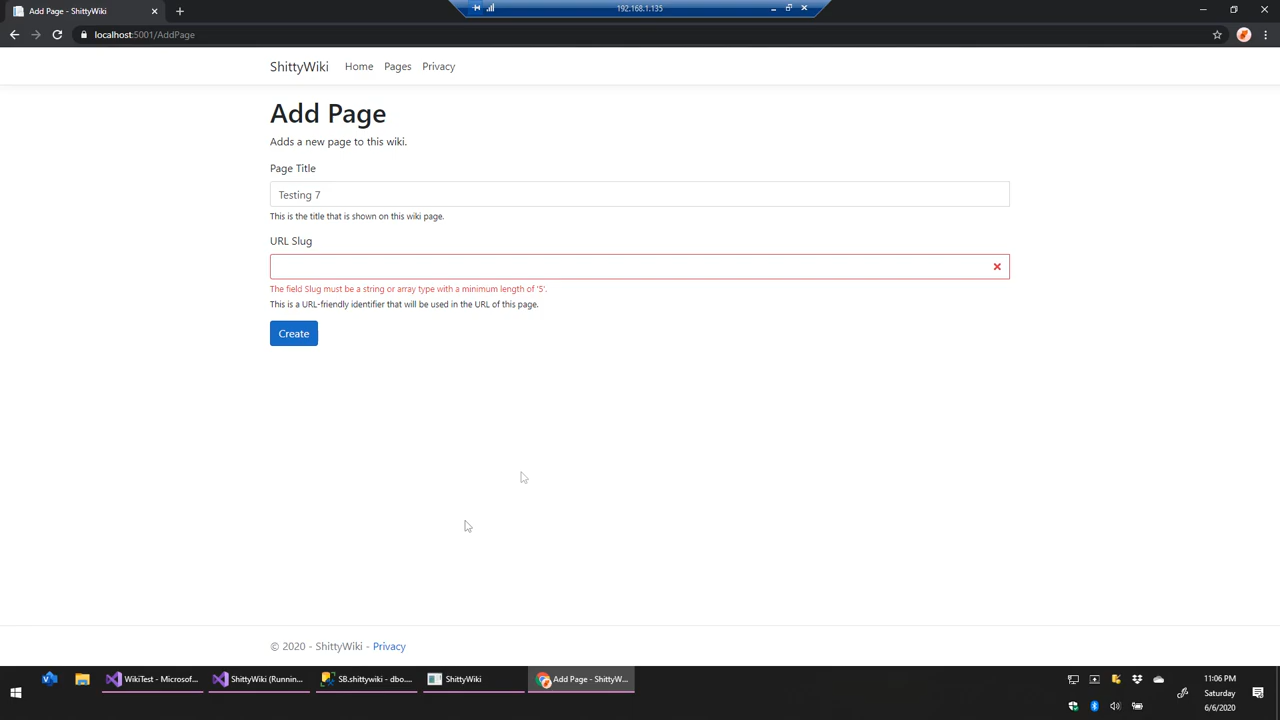 Add Page - ShittyWiki
192.168.1.135
localhost:5001/AddPage
ShittyWiki Home Pages Privacy
Add Page
Adds a new page to this wiki.
Page Title
Testing 7
This is the title that is shown on this wiki page.
URL Slug
The field Slug must be a string or array type with a minimum length of '5'.
This is a URL-friendly identifier that will be used in the URL of this page.
Create
© 2020 - ShittyWiki - Privacy
WikiTest - Microsof... ShittyWiki (Runnin... SB.shittywiki - dbo.... ShittyWiki Add Page - ShittyW...
11:06 PM
Saturday
6/6/2020